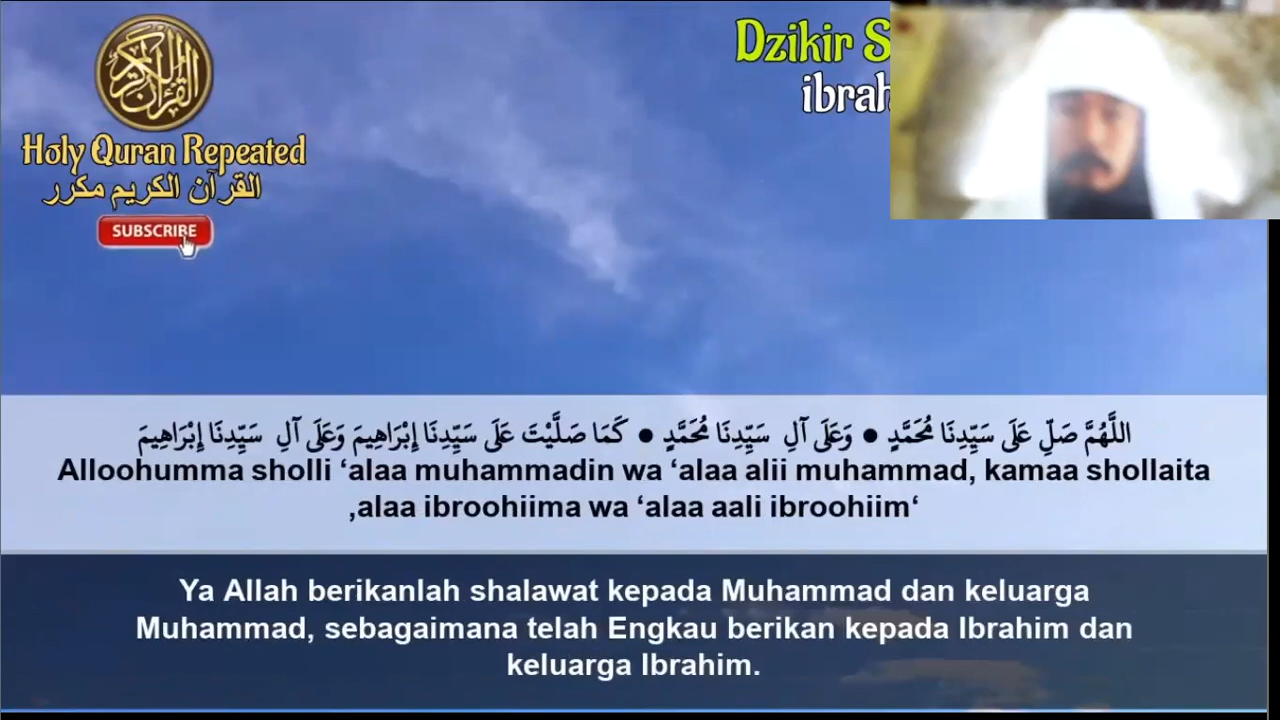 Dzikir S
ibrah
Holy Quran Repeated
القرآن الكريم مكرر
SUBSCRIBE
اللَّهُمَّ صَلِّ عَلَى سَيِّدِنَا مُحَمَّدٍ ● وَعَلَى آلِ سَيِّدِنَا مُحَمَّدٍ ● كَمَا صَلَّيْتَ عَلَى سَيِّدِنَا إِبْرَاهِيمَ وَعَلَى آلِ سَيِّدِنَا إِبْرَاهِيمَ
Alloohumma sholli ‘alaa muhammadin wa ‘alaa alii muhammad, kamaa shollaita
,alaa ibroohiima wa ‘alaa aali ibroohiim‘
Ya Allah berikanlah shalawat kepada Muhammad dan keluarga
Muhammad, sebagaimana telah Engkau berikan kepada Ibrahim dan
keluarga Ibrahim.